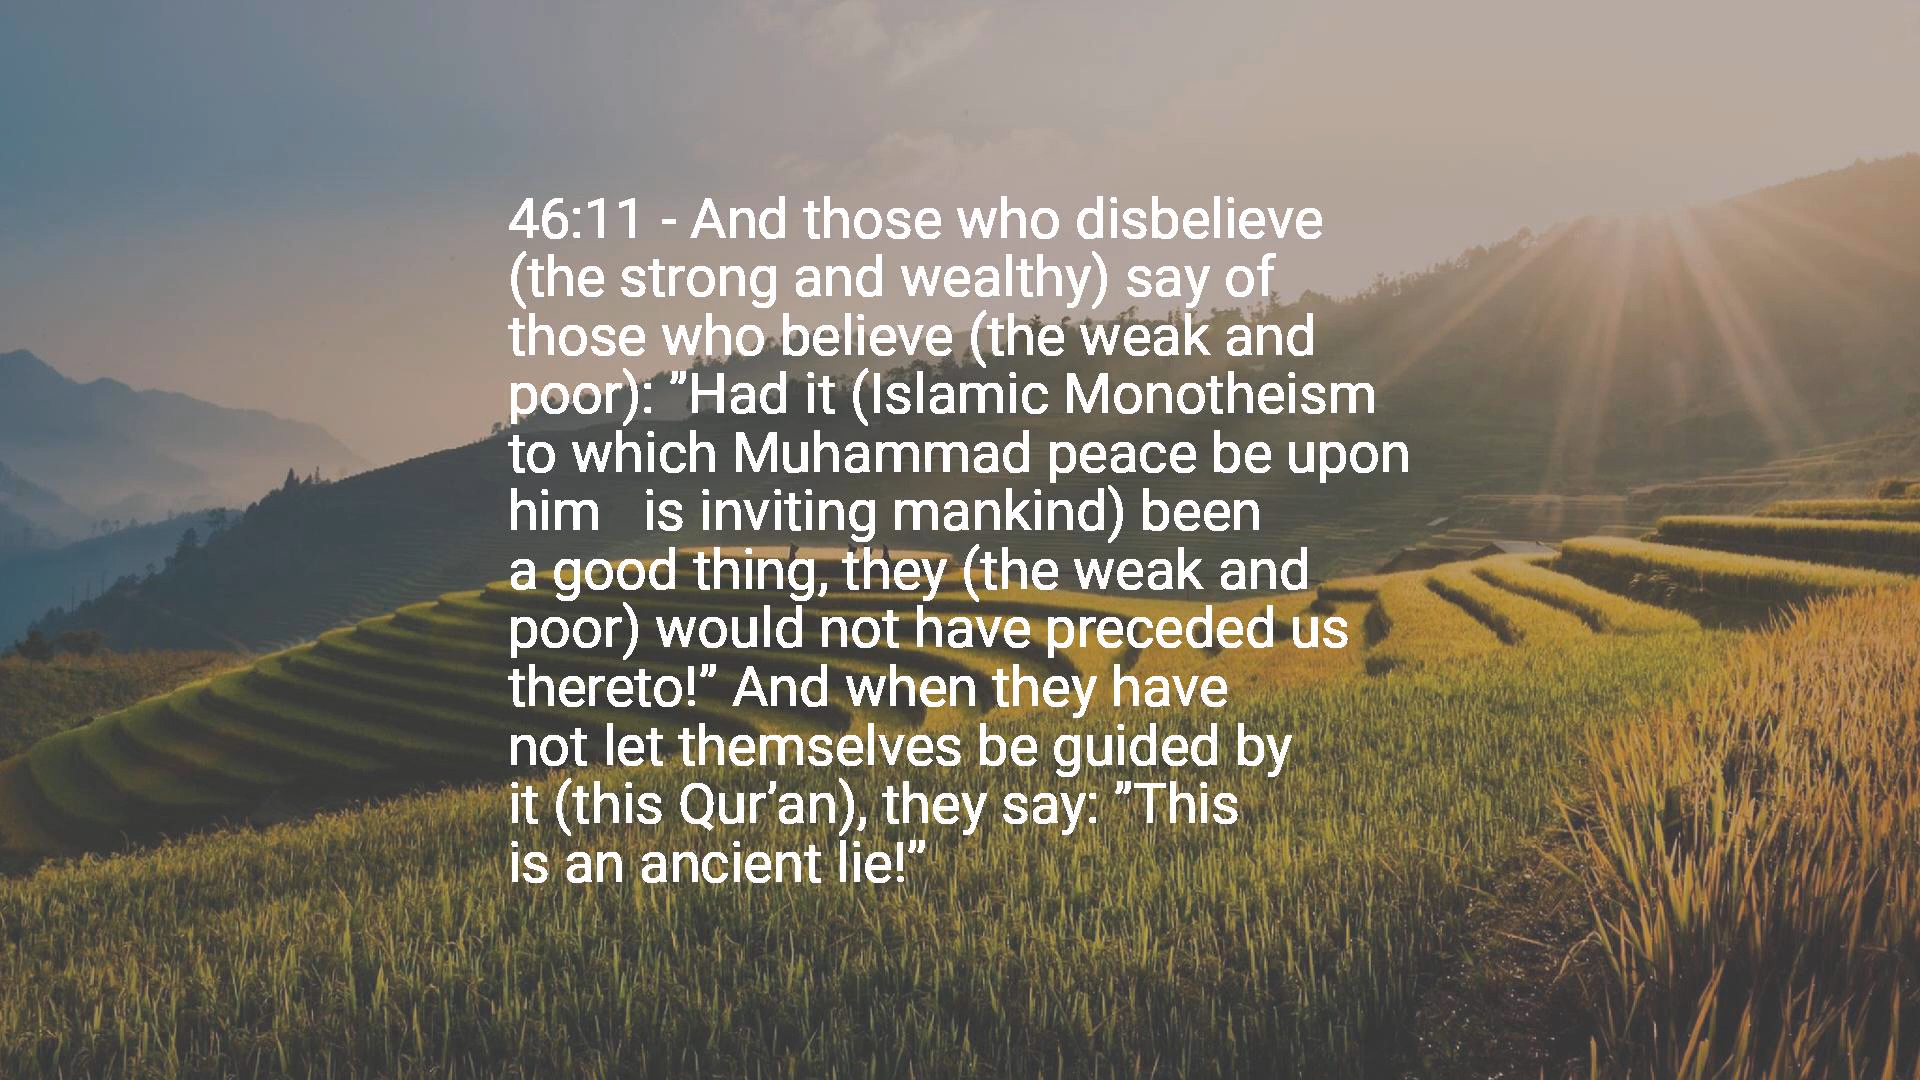 46:11 - And those who disbelieve
(the strong and wealthy) say of
those who believe (the weak and
poor): ”Had it (Islamic Monotheism
to which Muhammad peace be upon
him   is inviting mankind) been
a good thing, they (the weak and
poor) would not have preceded us
thereto!” And when they have
not let themselves be guided by
it (this Qur’an), they say: ”This
is an ancient lie!”